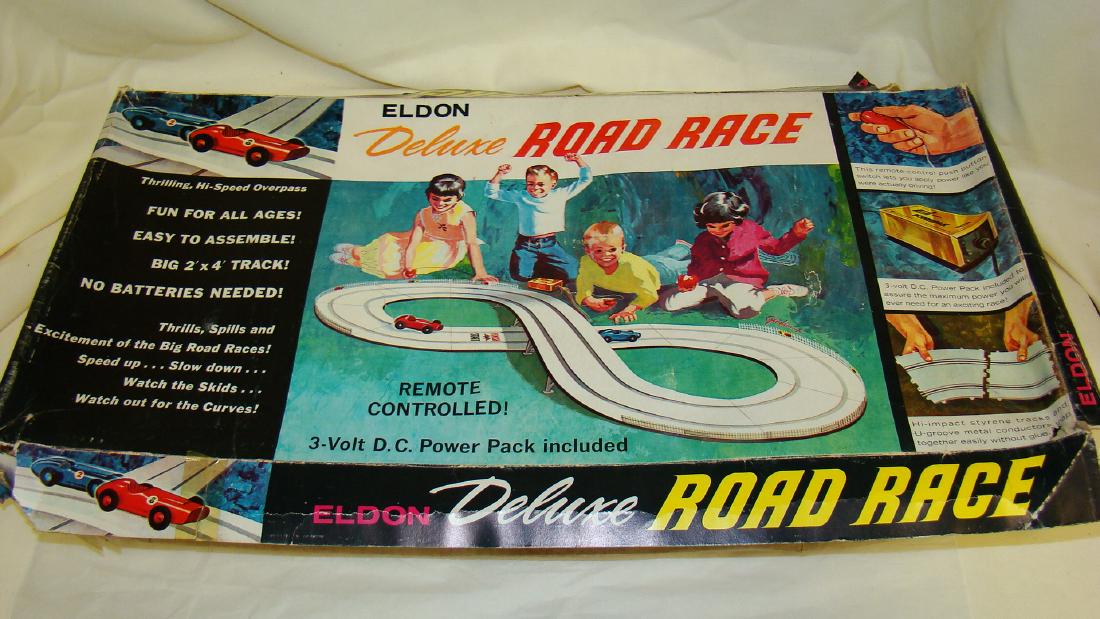 ELDON
Deluxe ROAD RACE
Thrilling, Hi-Speed Overpass
FUN FOR ALL AGES!
EASY TO ASSEMBLE!
BIG 2' x 4' TRACK!
NO BATTERIES NEEDED!
Thrills, Spills and
Excitement of the Big Road Races!
Speed up . . . Slow down . . .
Watch the Skids . . .
Watch out for the Curves!
REMOTE
CONTROLLED!
3-Volt D.C. Power Pack included
This remote-control push button
switch lets you apply power like you
were actually driving!
3-volt D.C. Power Pack included to
assure the maximum power you will
ever need for an exciting race!
Hi-impact styrene tracks and
U-groove metal conductors
together easily without glue
ELDON
ELDON Deluxe ROAD RACE